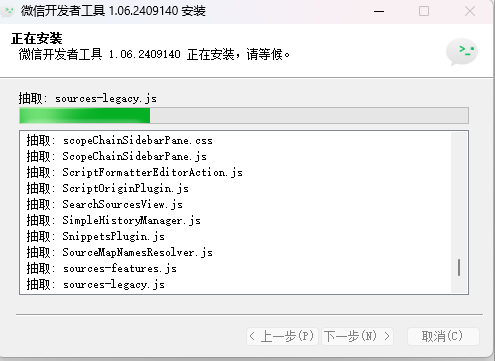 微信开发者工具 1.06.2409140 安装
正在安装
微信开发者工具 1.06.2409140 正在安装，请等候。
抽取: sources-legacy.js
抽取: scopeChainSidebarPane.css
抽取: ScopeChainSidebarPane.js
抽取: ScriptFormatterEditorAction.js
抽取: ScriptOriginPlugin.js
抽取: SearchSourcesView.js
抽取: SimpleHistoryManager.js
抽取: SnippetsPlugin.js
抽取: SourceMapNamesResolver.js
抽取: sources-features.js
抽取: sources-legacy.js
< 上一步(P) 下一步(N) > 取消(C)